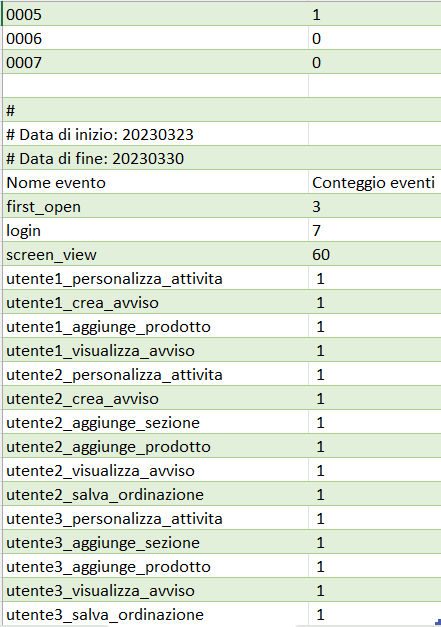 0005 1
0006 0
0007 0
#
# Data di inizio: 20230323
# Data di fine: 20230330
Nome evento Conteggio eventi
first_open 3
login 7
screen_view 60
utente1_personalizza_attivita 1
utente1_crea_avviso 1
utente1_aggiunge_prodotto 1
utente1_visualizza_avviso 1
utente2_personalizza_attivita 1
utente2_crea_avviso 1
utente2_aggiunge_sezione 1
utente2_aggiunge_prodotto 1
utente2_visualizza_avviso 1
utente2_salva_ordinazione 1
utente3_personalizza_attivita 1
utente3_aggiunge_sezione 1
utente3_aggiunge_prodotto 1
utente3_visualizza_avviso 1
utente3_salva_ordinazione 1